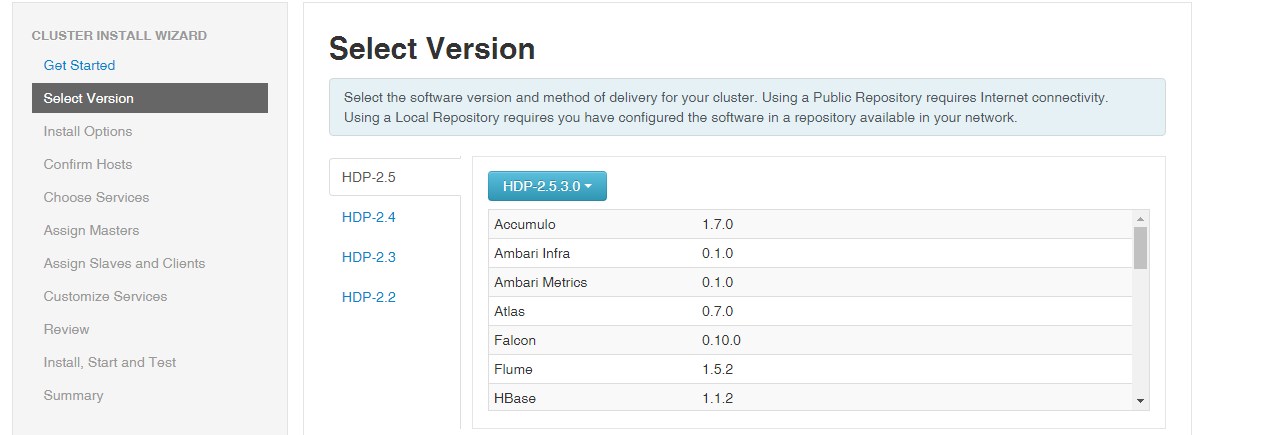 CLUSTER INSTALL WIZARD
Get Started
Select Version
Install Options
Confirm Hosts
Choose Services
Assign Masters
Assign Slaves and Clients
Customize Services
Review
Install, Start and Test
Summary
Select Version
Select the software version and method of delivery for your cluster. Using a Public Repository requires Internet connectivity.
Using a Local Repository requires you have configured the software in a repository available in your network.
HDP-2.5
HDP-2.4
HDP-2.3
HDP-2.2
HDP-2.5.3.0
Accumulo 1.7.0
Ambari Infra 0.1.0
Ambari Metrics 0.1.0
Atlas 0.7.0
Falcon 0.10.0
Flume 1.5.2
HBase 1.1.2